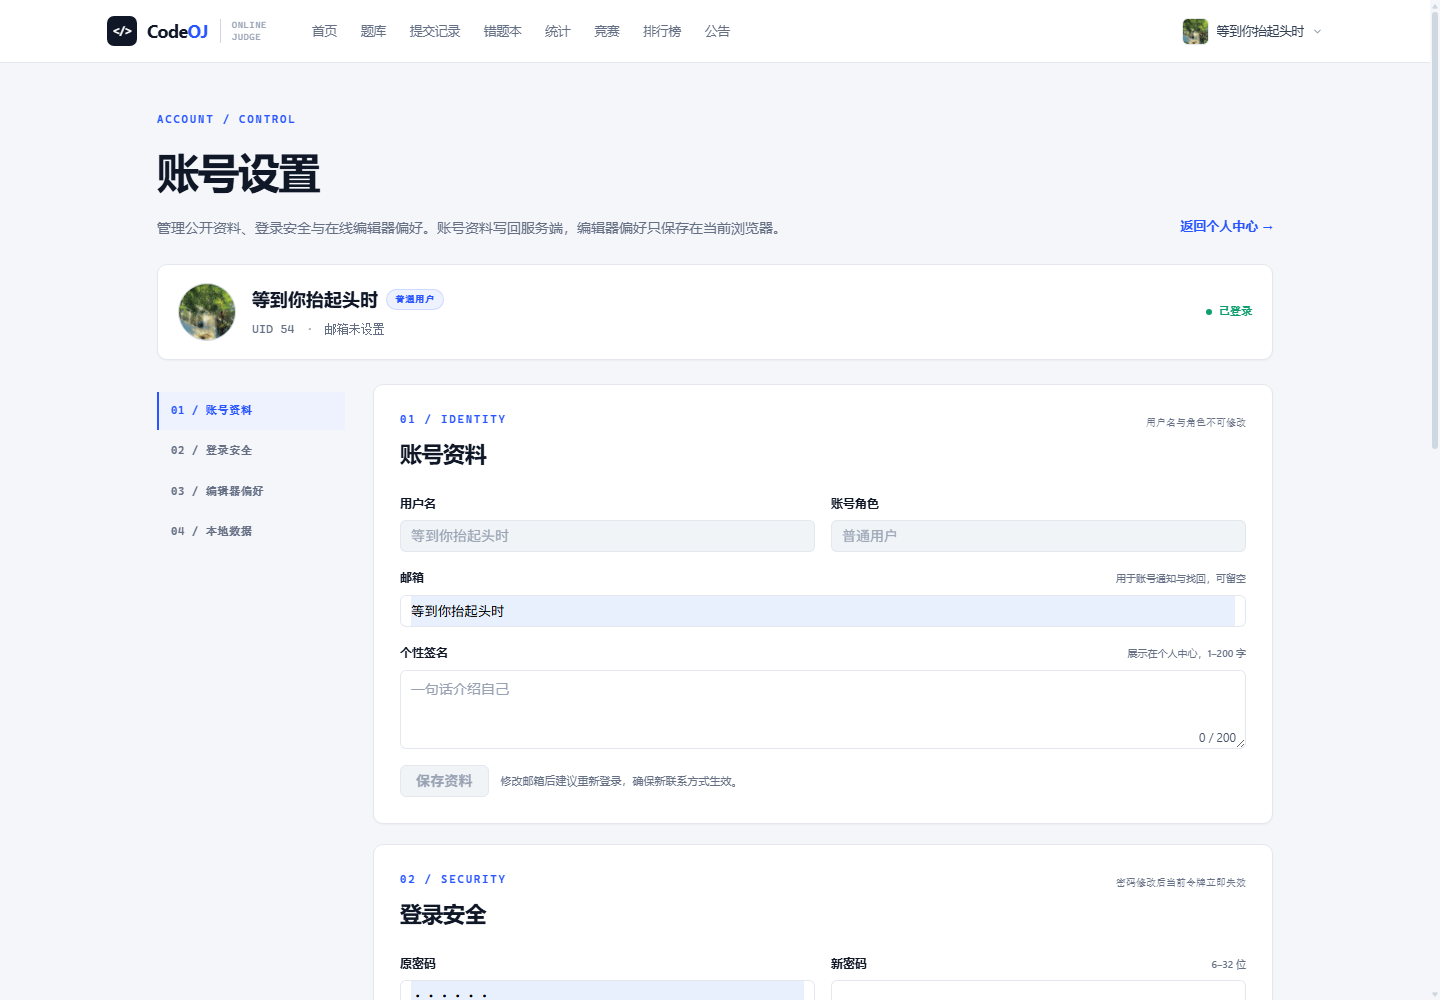 </> CodeOJ ONLINE JUDGE 首页 题库 提交记录 错题本 统计 竞赛 排行榜 公告 等到你抬起头时
ACCOUNT / CONTROL
账号设置
管理公开资料、登录安全与在线编辑器偏好。账号资料写回服务端，编辑器偏好只保存在当前浏览器。
返回个人中心 →
等到你抬起头时 普通用户
UID 54 · 邮箱未设置
已登录
01 / 账号资料
02 / 登录安全
03 / 编辑器偏好
04 / 本地数据
01 / IDENTITY
用户名与角色不可修改
账号资料
用户名 账号角色
等到你抬起头时 普通用户
邮箱 用于账号通知与找回，可留空
等到你抬起头时
个性签名 展示在个人中心，1–200 字
一句话介绍自己
0 / 200
保存资料 修改邮箱后建议重新登录，确保新联系方式生效。
02 / SECURITY
密码修改后当前令牌立即失效
登录安全
原密码 新密码 6–32 位